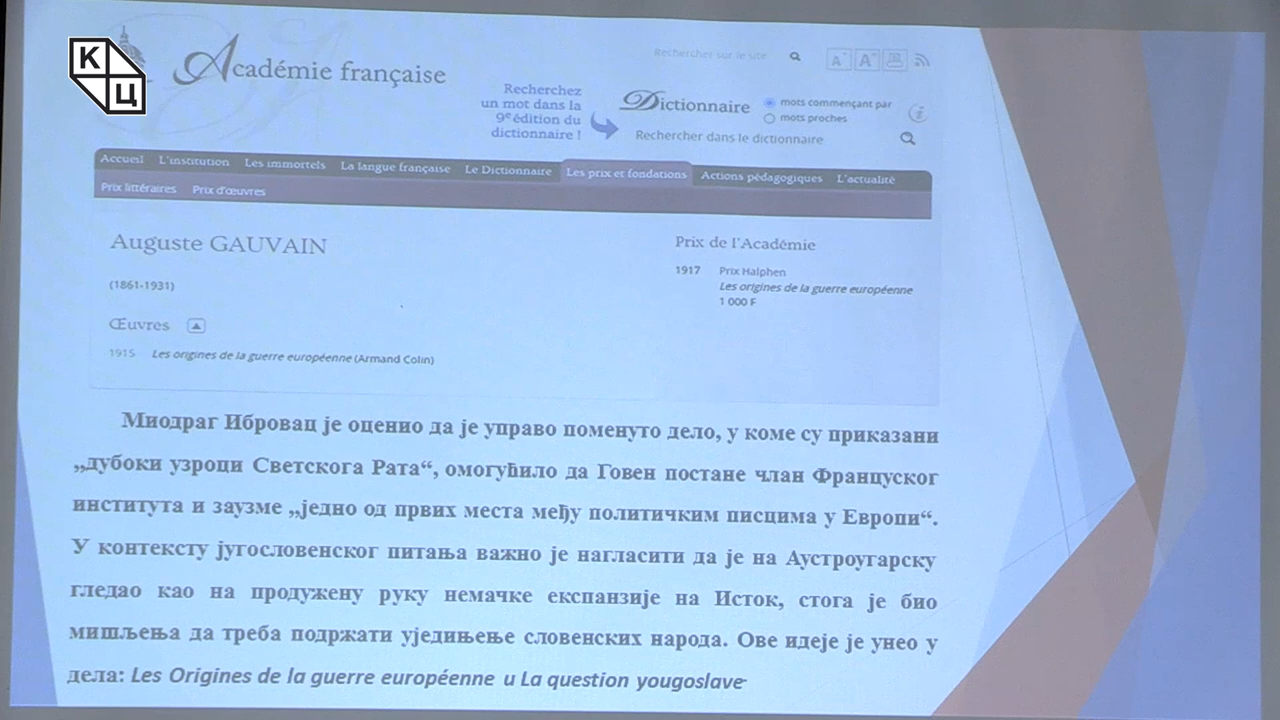 К
Ц
Académie française
Rechercher sur le site
Recherchez
un mot dans la
9e édition du
dictionnaire !
Dictionnaire
mots commençant par
mots proches
Rechercher dans le dictionnaire
Accueil L'institution Les immortels La langue française Le Dictionnaire Les prix et fondations Actions pédagogiques L'actualité
Prix littéraires Prix d'œuvres
Auguste GAUVAIN
(1861-1931)
Œuvres
1915 Les origines de la guerre européenne (Armand Colin)
Prix de l'Académie
1917 Prix Halphen
Les origines de la guerre européenne
1 000 F
Миодраг Ибровац је оценио да је управо поменуто дело, у коме су приказани
„дубоки узроци Светскога Рата“, омогућило да Говен постане члан Француског
института и заузме „једно од првих места међу политичким писцима у Европи“.
У контексту југословенског питања важно је нагласити да је на Аустроугарску
гледао као на продужену руку немачке експанзије на Исток, стога је био
мишљења да треба подржати уједињење словенских народа. Ове идеје је унео у
дела: Les Origines de la guerre européenne и La question yougoslave